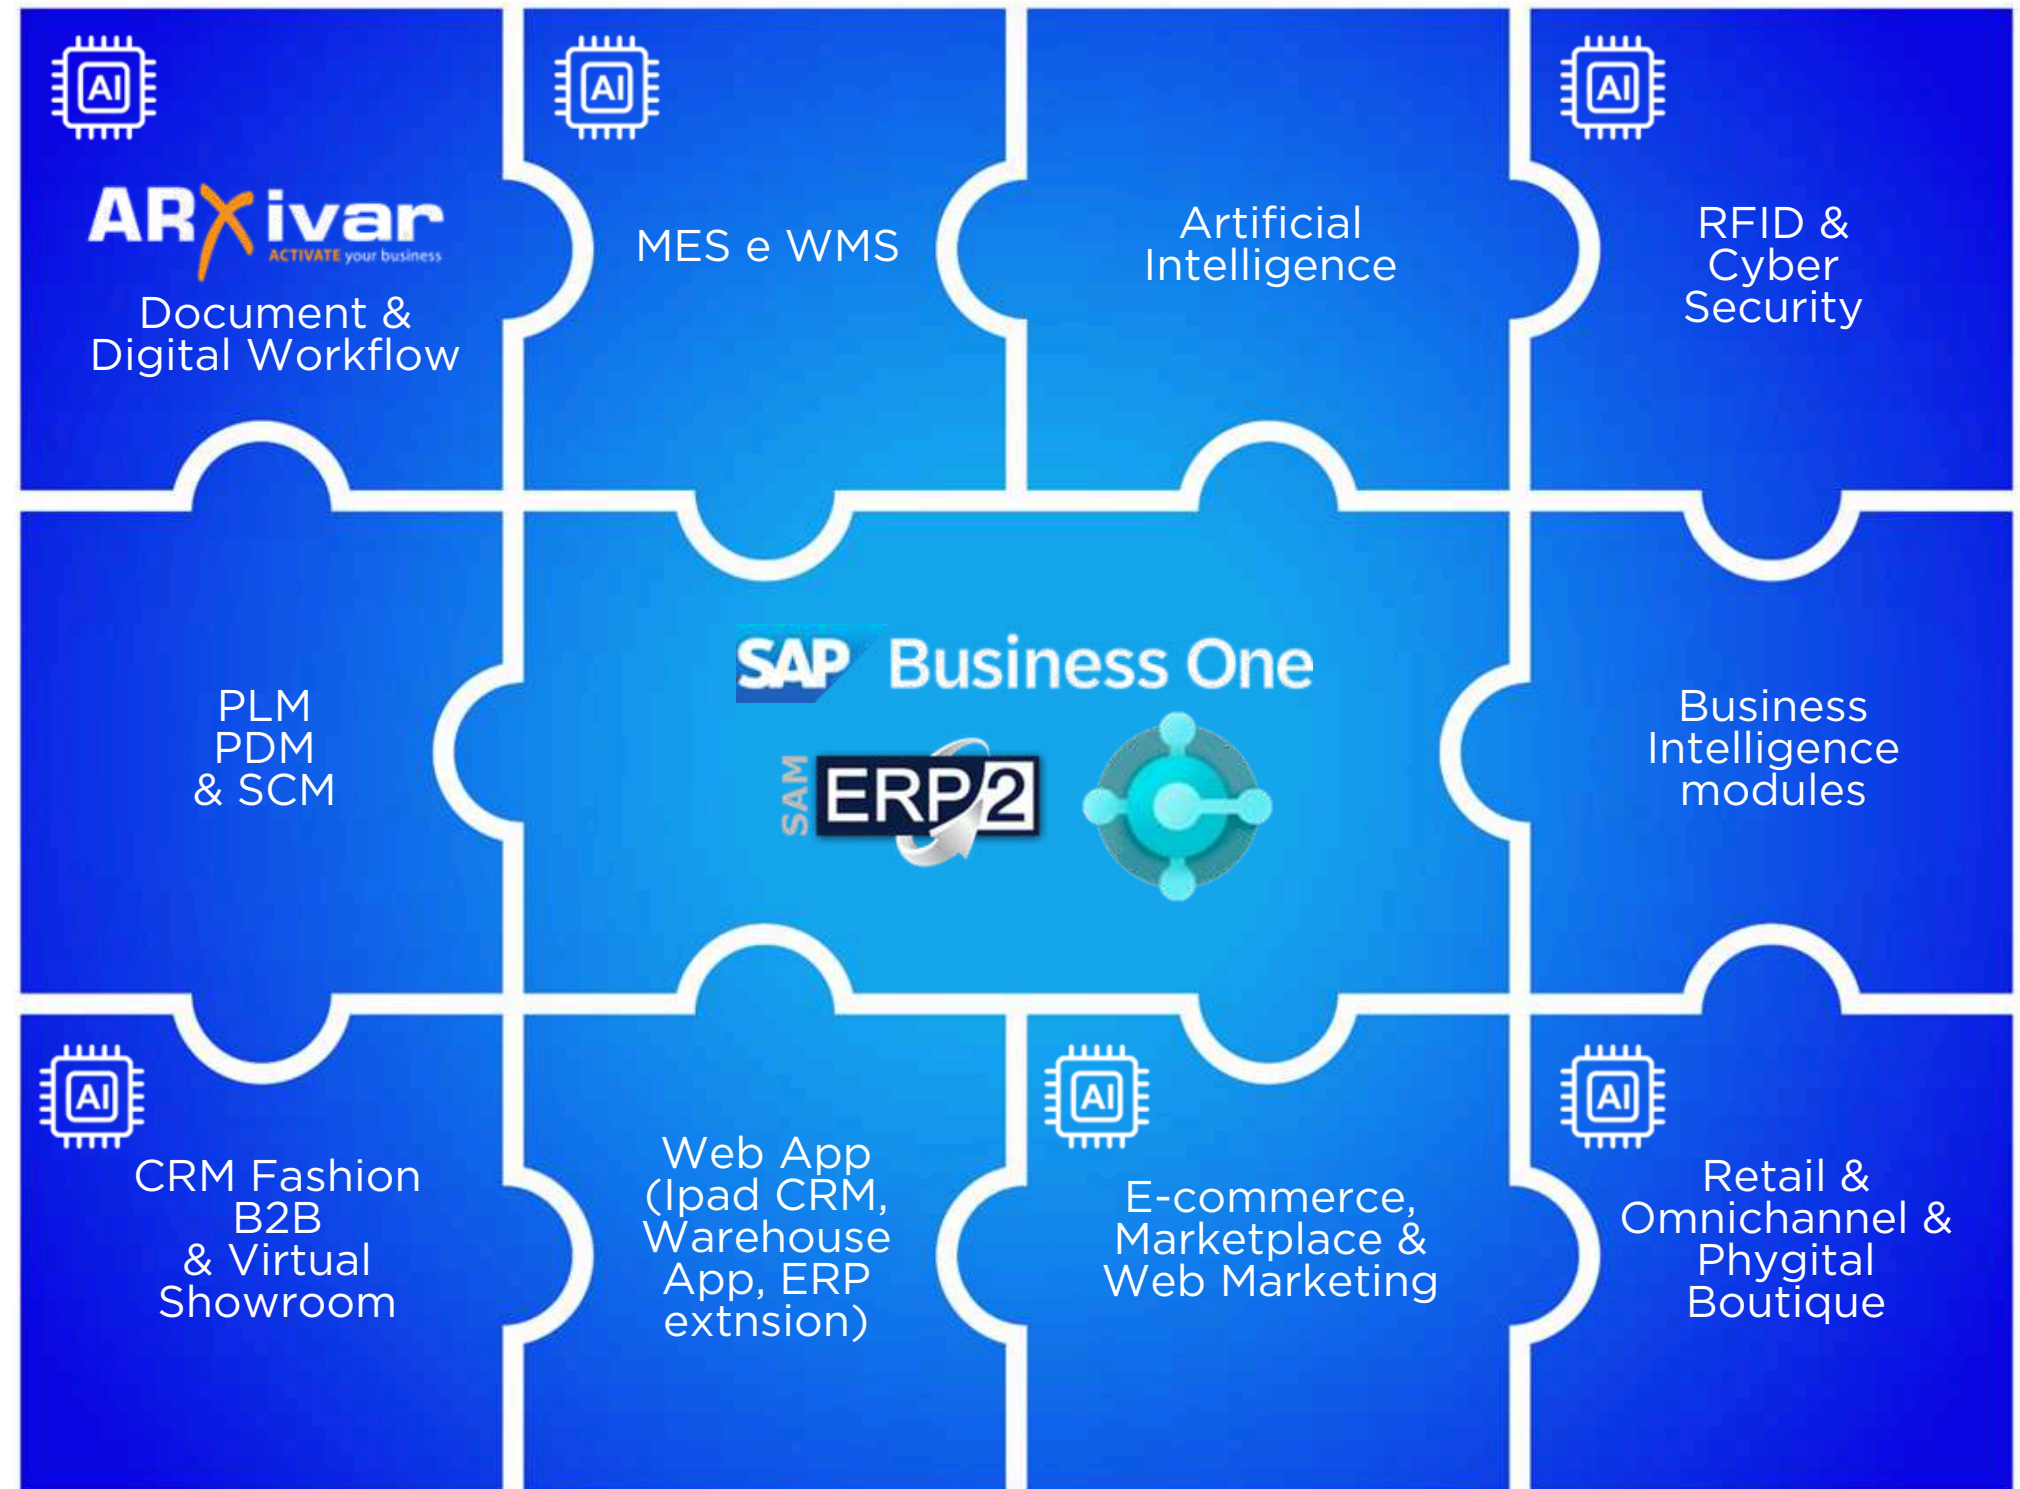 AI
ARXivar
ACTIVATE your business
Document &
Digital Workflow
AI
MES e WMS
Artificial
Intelligence
AI
RFID &
Cyber
Security
PLM
PDM
& SCM
SAP Business One
SAM
ERP2
Business
Intelligence
modules
AI
CRM Fashion
B2B
& Virtual
Showroom
Web App
(Ipad CRM,
Warehouse
App, ERP
extnsion)
AI
E-commerce,
Marketplace &
Web Marketing
AI
Retail &
Omnichannel &
Phygital
Boutique